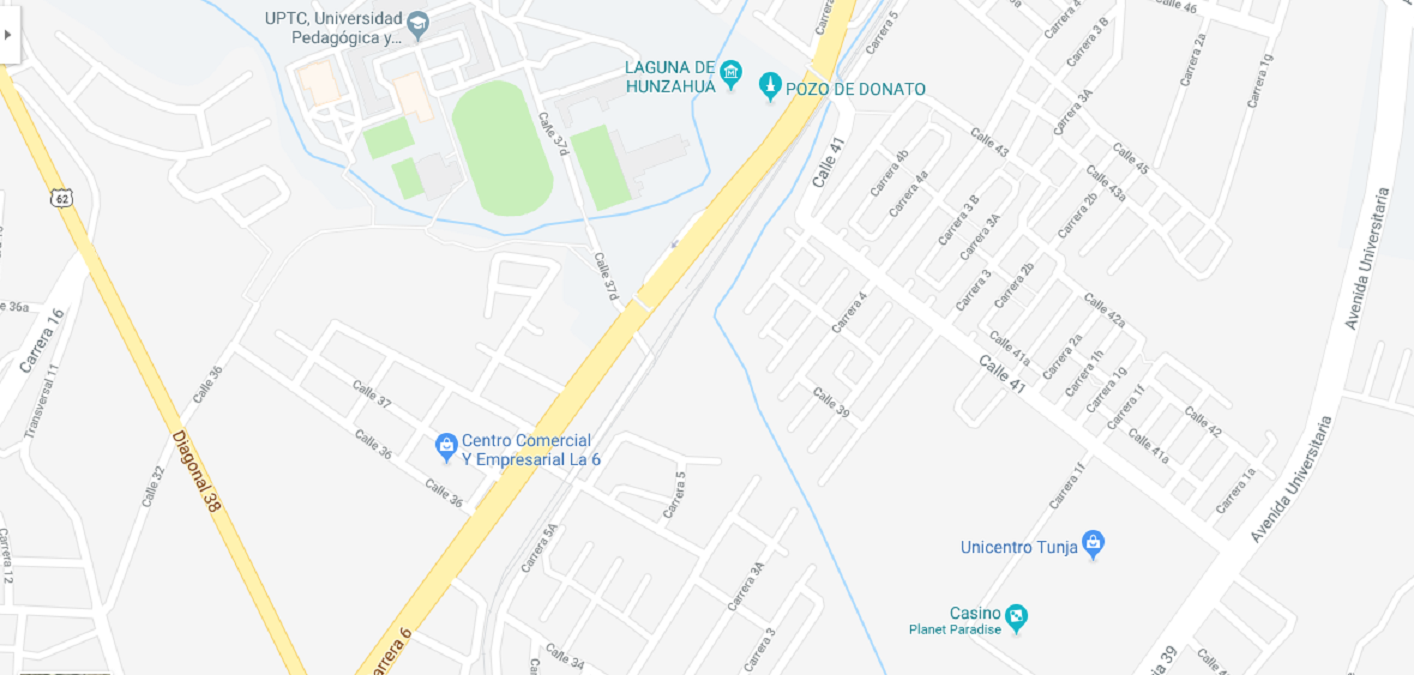 UPTC, Universidad
Pedagógica y...
LAGUNA DE
HUNZAHUA
POZO DE DONATO
Carrera 5
Calle 46
Carrera 3 B
Carrera 2a
Carrera 1g
Carrera 3A
Calle 37d
Calle 41
Calle 43
Calle 45
Carrera 4b
Carrera 4a
Calle 43a
62
Carrera 3 B
Carrera 2b
Carrera 3A
Avenida Universitaria
Calle 37d
Carrera 3
Carrera 2b
e 36a
Carrera 16
Carrera 4
Calle 42a
Calle 41a
Carrera 2a
Carrera 1h
Calle 41
Carrera 1g
Carrera 1f
Calle 36
Transversal 11
Calle 37
Calle 39
Calle 42
Calle 36
Diagonal 38
Centro Comercial
Y Empresarial La 6
Calle 41a
Calle 32
Calle 36
Carrera 5
Carrera 1f
Carrera 1a
Avenida Universitaria
Carrera 12
Carrera 5A
Unicentro Tunja
Carrera 3A
Casino
Planet Paradise
arrera 6
Calle 34
Carrera 3
ia 39